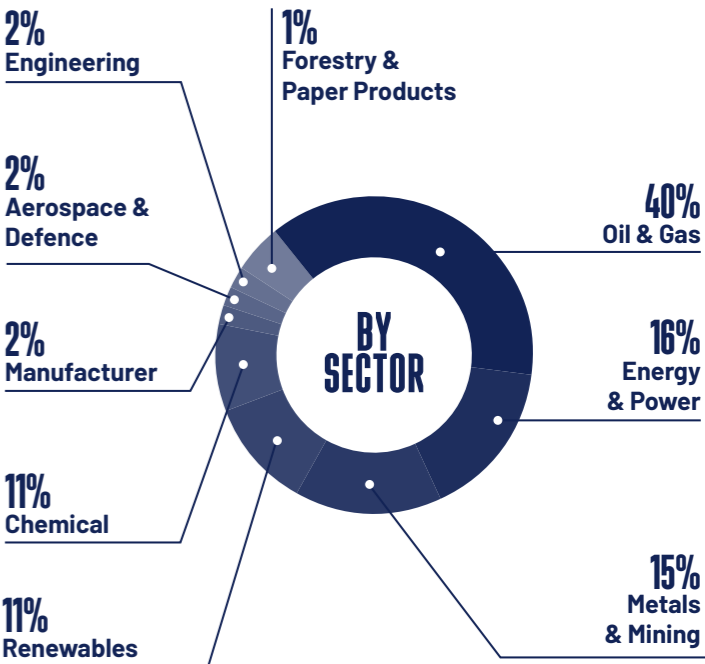 2%
Engineering
1%
Forestry &
Paper Products
2%
Aerospace &
Defence
40%
Oil & Gas
BY
SECTOR
2%
Manufacturer
16%
Energy
& Power
11%
Chemical
15%
Metals
& Mining
11%
Renewables